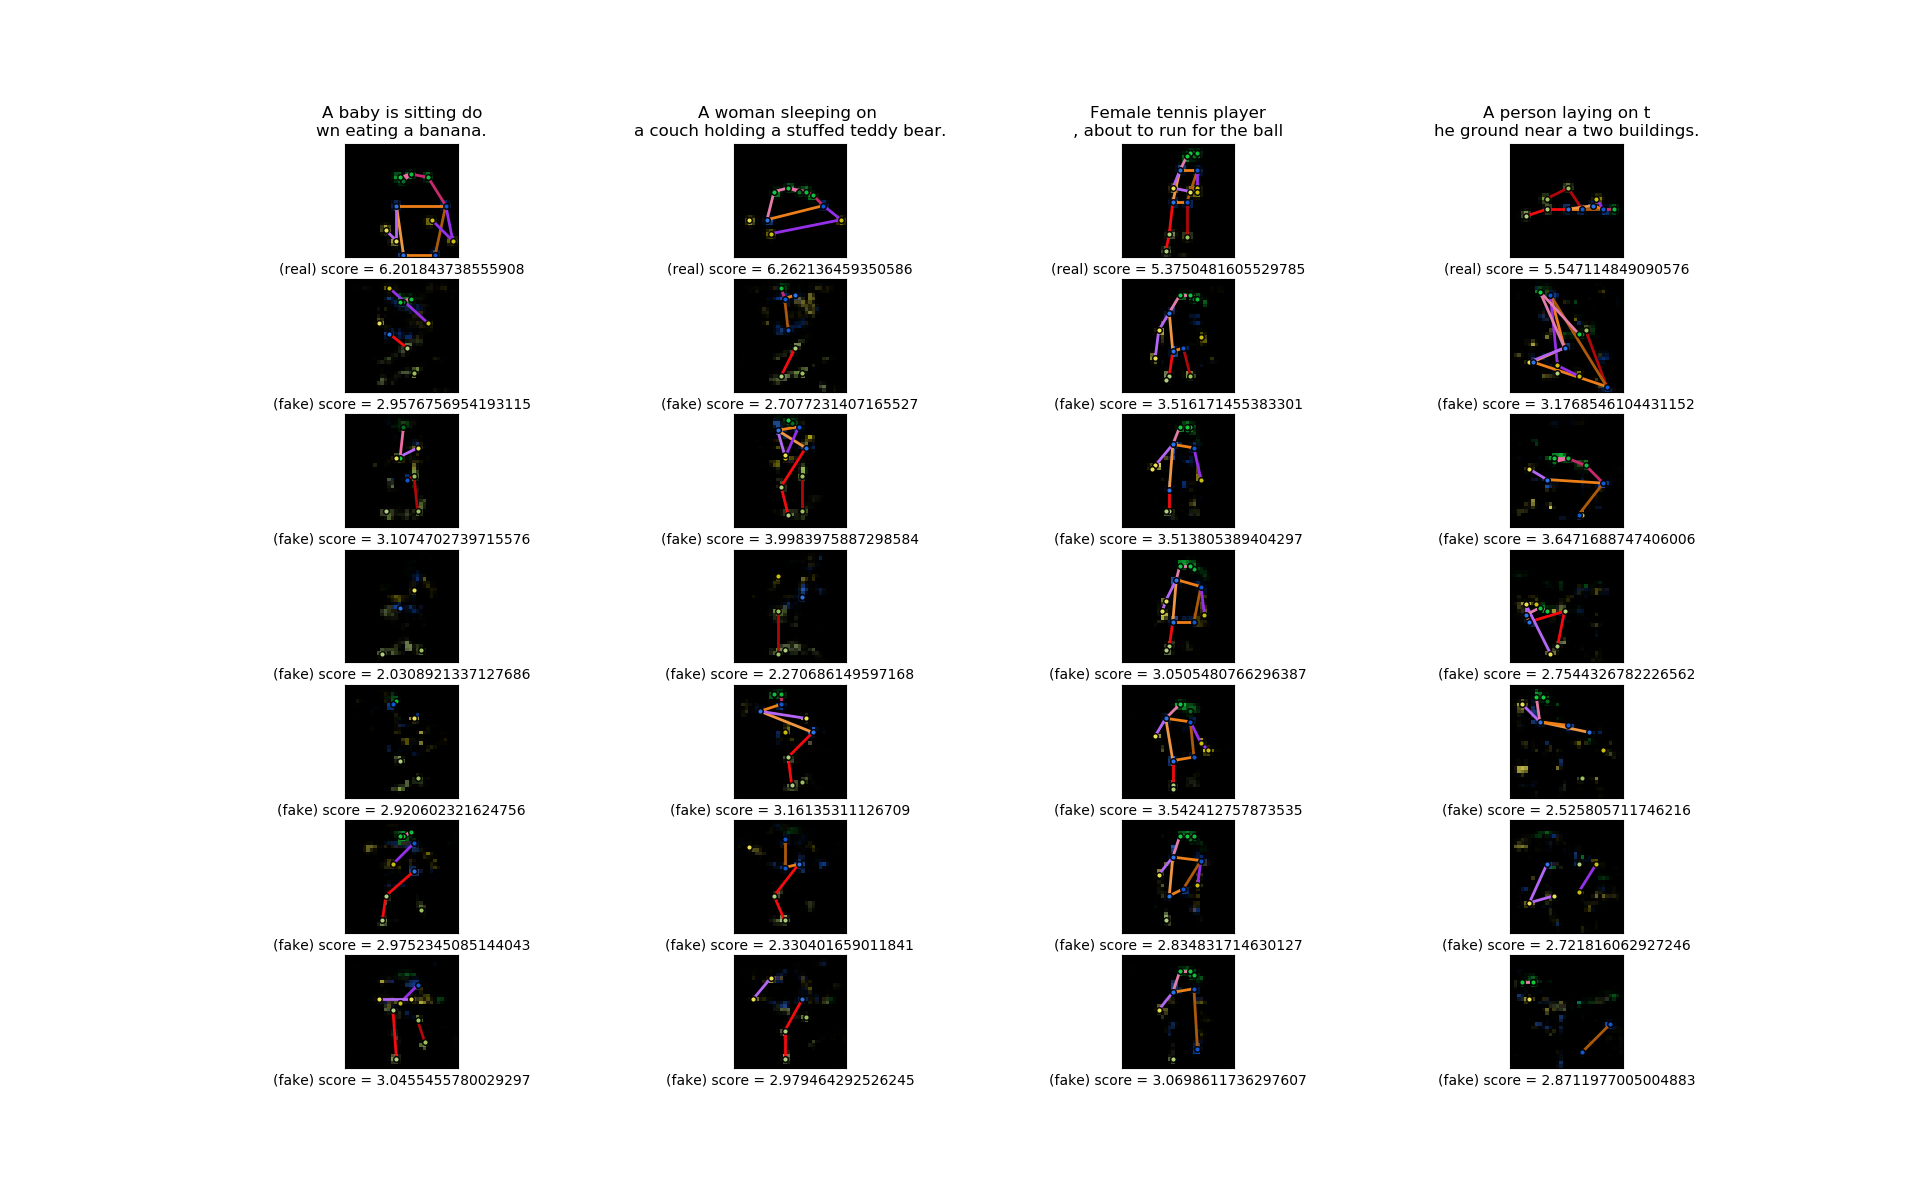 A baby is sitting do
wn eating a banana.
A woman sleeping on
a couch holding a stuffed teddy bear.
Female tennis player
, about to run for the ball
A person laying on t
he ground near a two buildings.
(real) score = 6.201843738555908
(real) score = 6.262136459350586
(real) score = 5.3750481605529785
(real) score = 5.547114849090576
(fake) score = 2.9576756954193115
(fake) score = 2.7077231407165527
(fake) score = 3.516171455383301
(fake) score = 3.1768546104431152
(fake) score = 3.1074702739715576
(fake) score = 3.9983975887298584
(fake) score = 3.513805389404297
(fake) score = 3.6471688747406006
(fake) score = 2.0308921337127686
(fake) score = 2.270686149597168
(fake) score = 3.0505480766296387
(fake) score = 2.7544326782226562
(fake) score = 2.920602321624756
(fake) score = 3.16135311126709
(fake) score = 3.542412757873535
(fake) score = 2.525805711746216
(fake) score = 2.9752345085144043
(fake) score = 2.330401659011841
(fake) score = 2.834831714630127
(fake) score = 2.721816062927246
(fake) score = 3.0455455780029297
(fake) score = 2.979464292526245
(fake) score = 3.0698611736297607
(fake) score = 2.8711977005004883